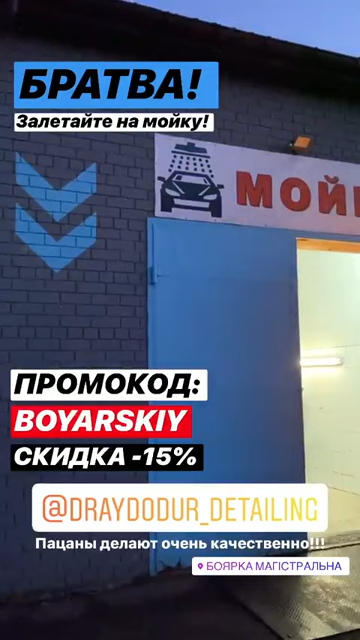 БРАТВА!
Залетайте на мойку!
МОЙ
ПРОМОКОД:
BOYARSKIY
СКИДКА -15%
@DRAYDODUR_DETAILING
Пацаны делают очень качественно!!!
БОЯРКА МАГІСТРАЛЬНА